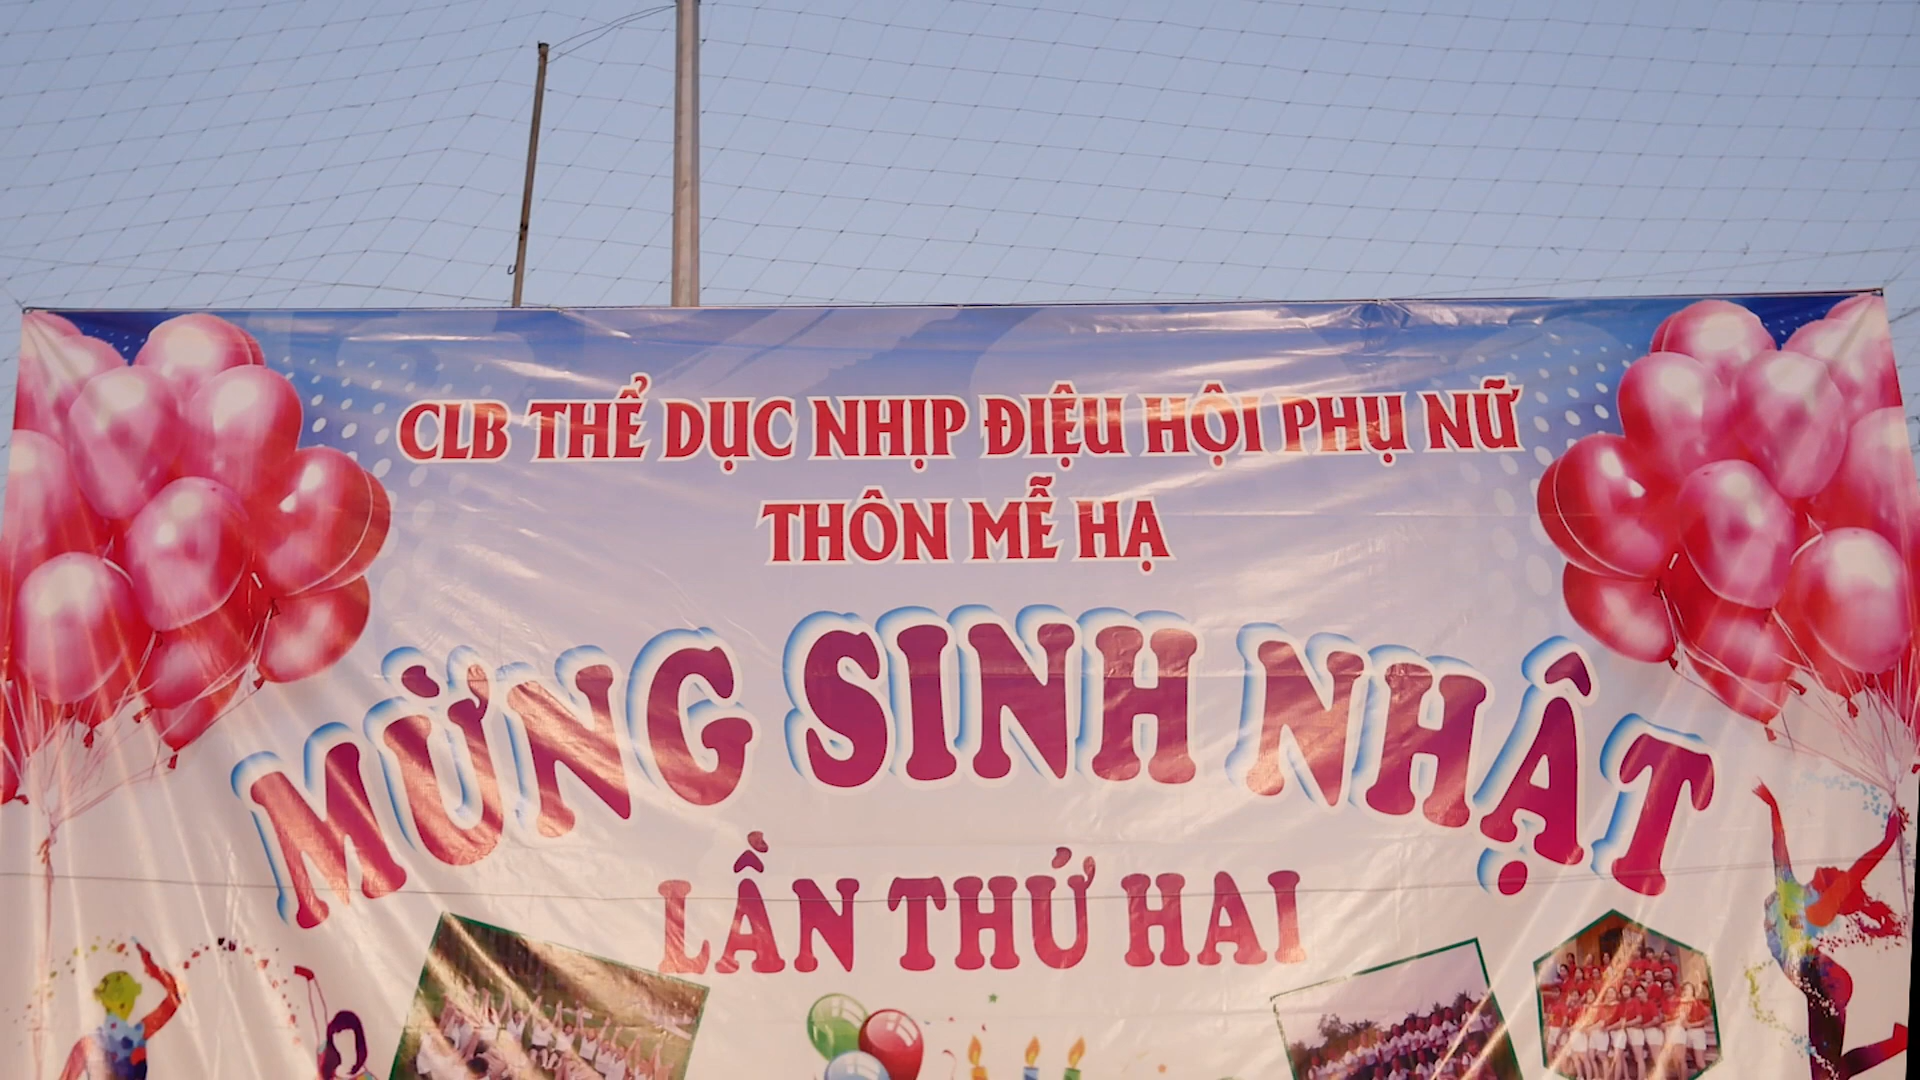 CLB THỂ DỤC NHỊP ĐIỆU HỘI PHỤ NỮ
THÔN MỄ HẠ
MỪNG SINH NHẬT
LẦN THỨ HAI